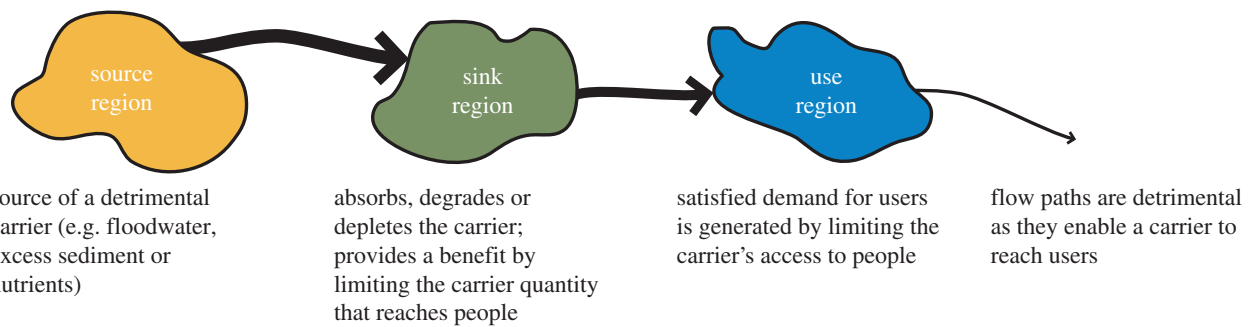 source
region
sink
region
use
region
ource of a detrimental
arrier (e.g. floodwater,
xcess sediment or
utrients)
absorbs, degrades or
depletes the carrier;
provides a benefit by
limiting the carrier quantity
that reaches people
satisfied demand for users
is generated by limiting the
carrier's access to people
flow paths are detrimental
as they enable a carrier to
reach users